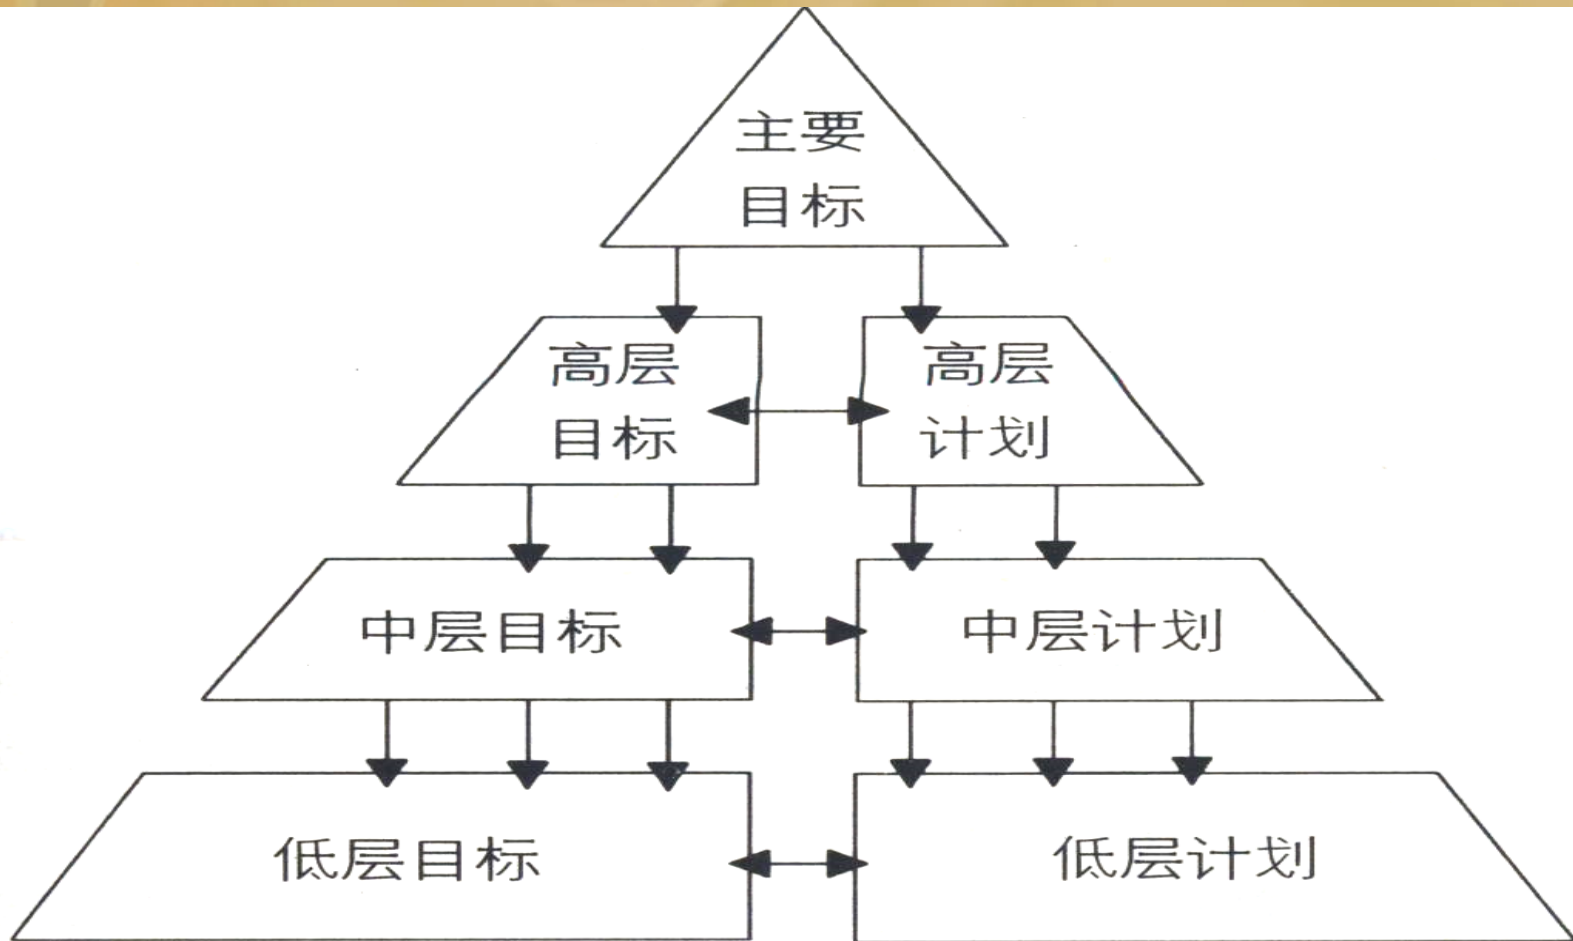 主要
目标
高层
目标
高层
计划
中层目标
中层计划
低层目标
低层计划